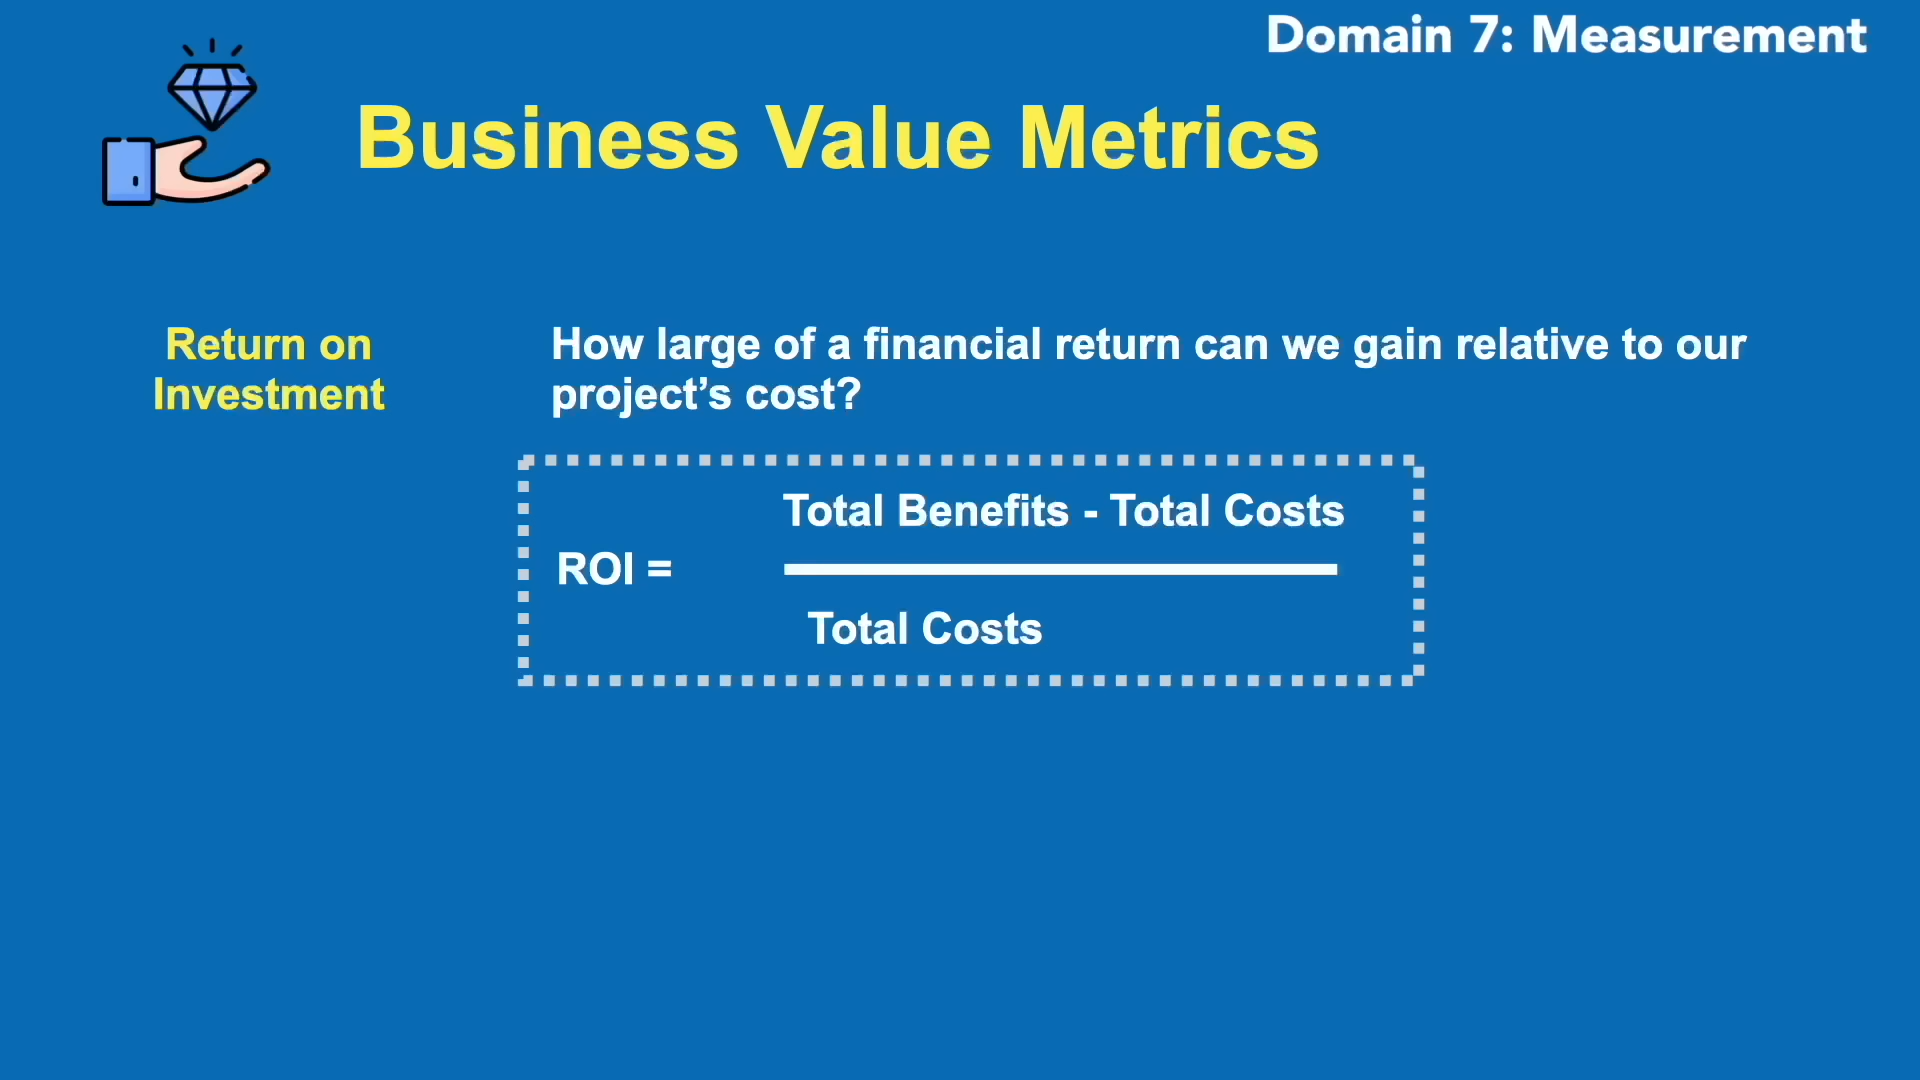 Domain 7: Measurement
Business Value Metrics
Return on
Investment
How large of a financial return can we gain relative to our
project’s cost?
Total Benefits - Total Costs
ROI =
Total Costs